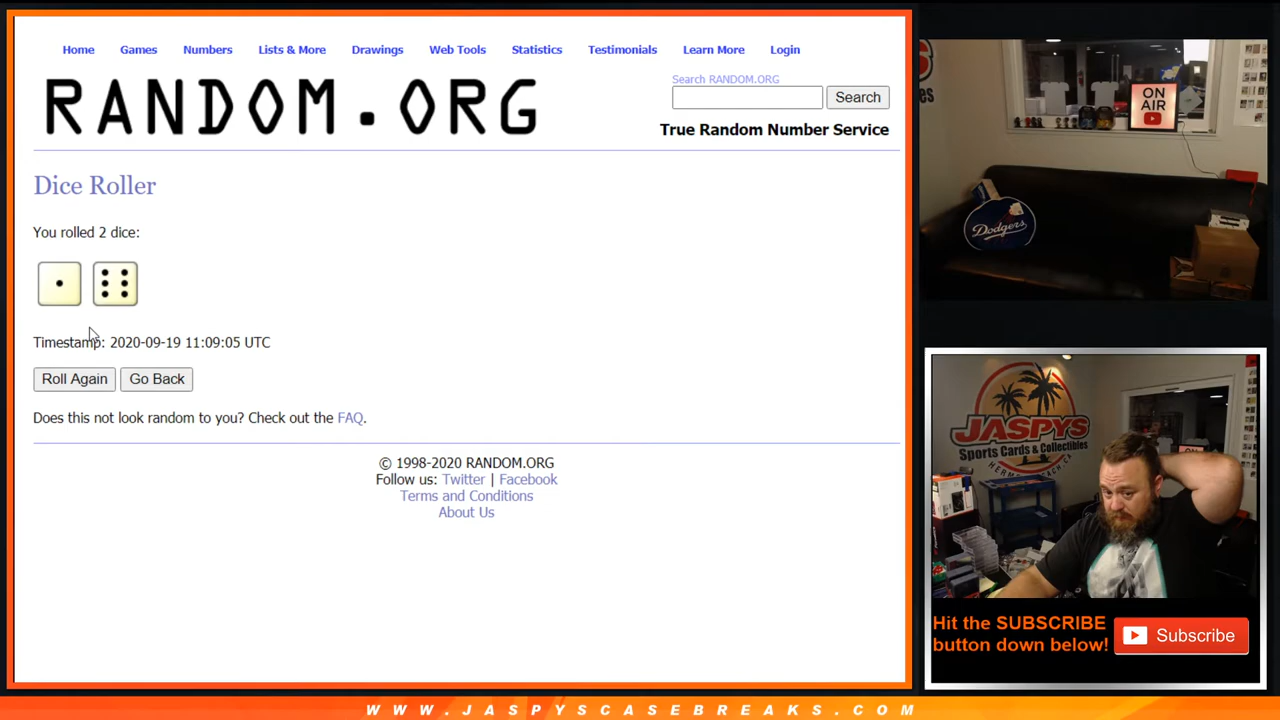 Home Games Numbers Lists & More Drawings Web Tools Statistics Testimonials Learn More Login
RANDOM.ORG
Search RANDOM.ORG
Search
True Random Number Service
Dice Roller
You rolled 2 dice:
Timestamp: 2020-09-19 11:09:05 UTC
Roll Again Go Back
Does this not look random to you? Check out the FAQ.
© 1998-2020 RANDOM.ORG
Follow us: Twitter | Facebook
Terms and Conditions
About Us
ON
AIR
Dodgers
JASPYS
Sports Cards & Collectibles
Hit the SUBSCRIBE
button down below!
Subscribe
WWW.JASPYSCASEBREAKS.COM